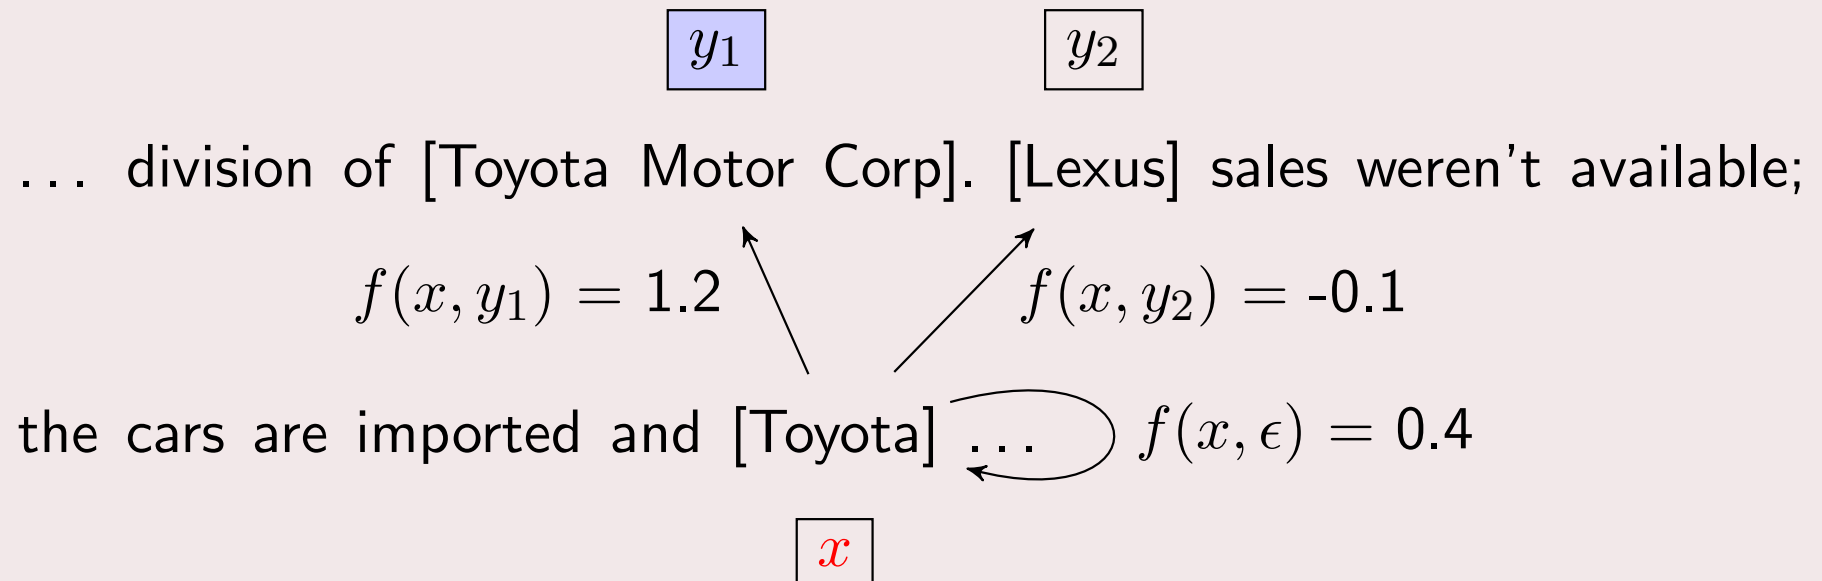 y₁ y₂
... division of [Toyota Motor Corp]. [Lexus] sales weren't available;
f(x, y₁) = 1.2 f(x, y₂) = -0.1
the cars are imported and [Toyota] ... f(x, ϵ) = 0.4
x